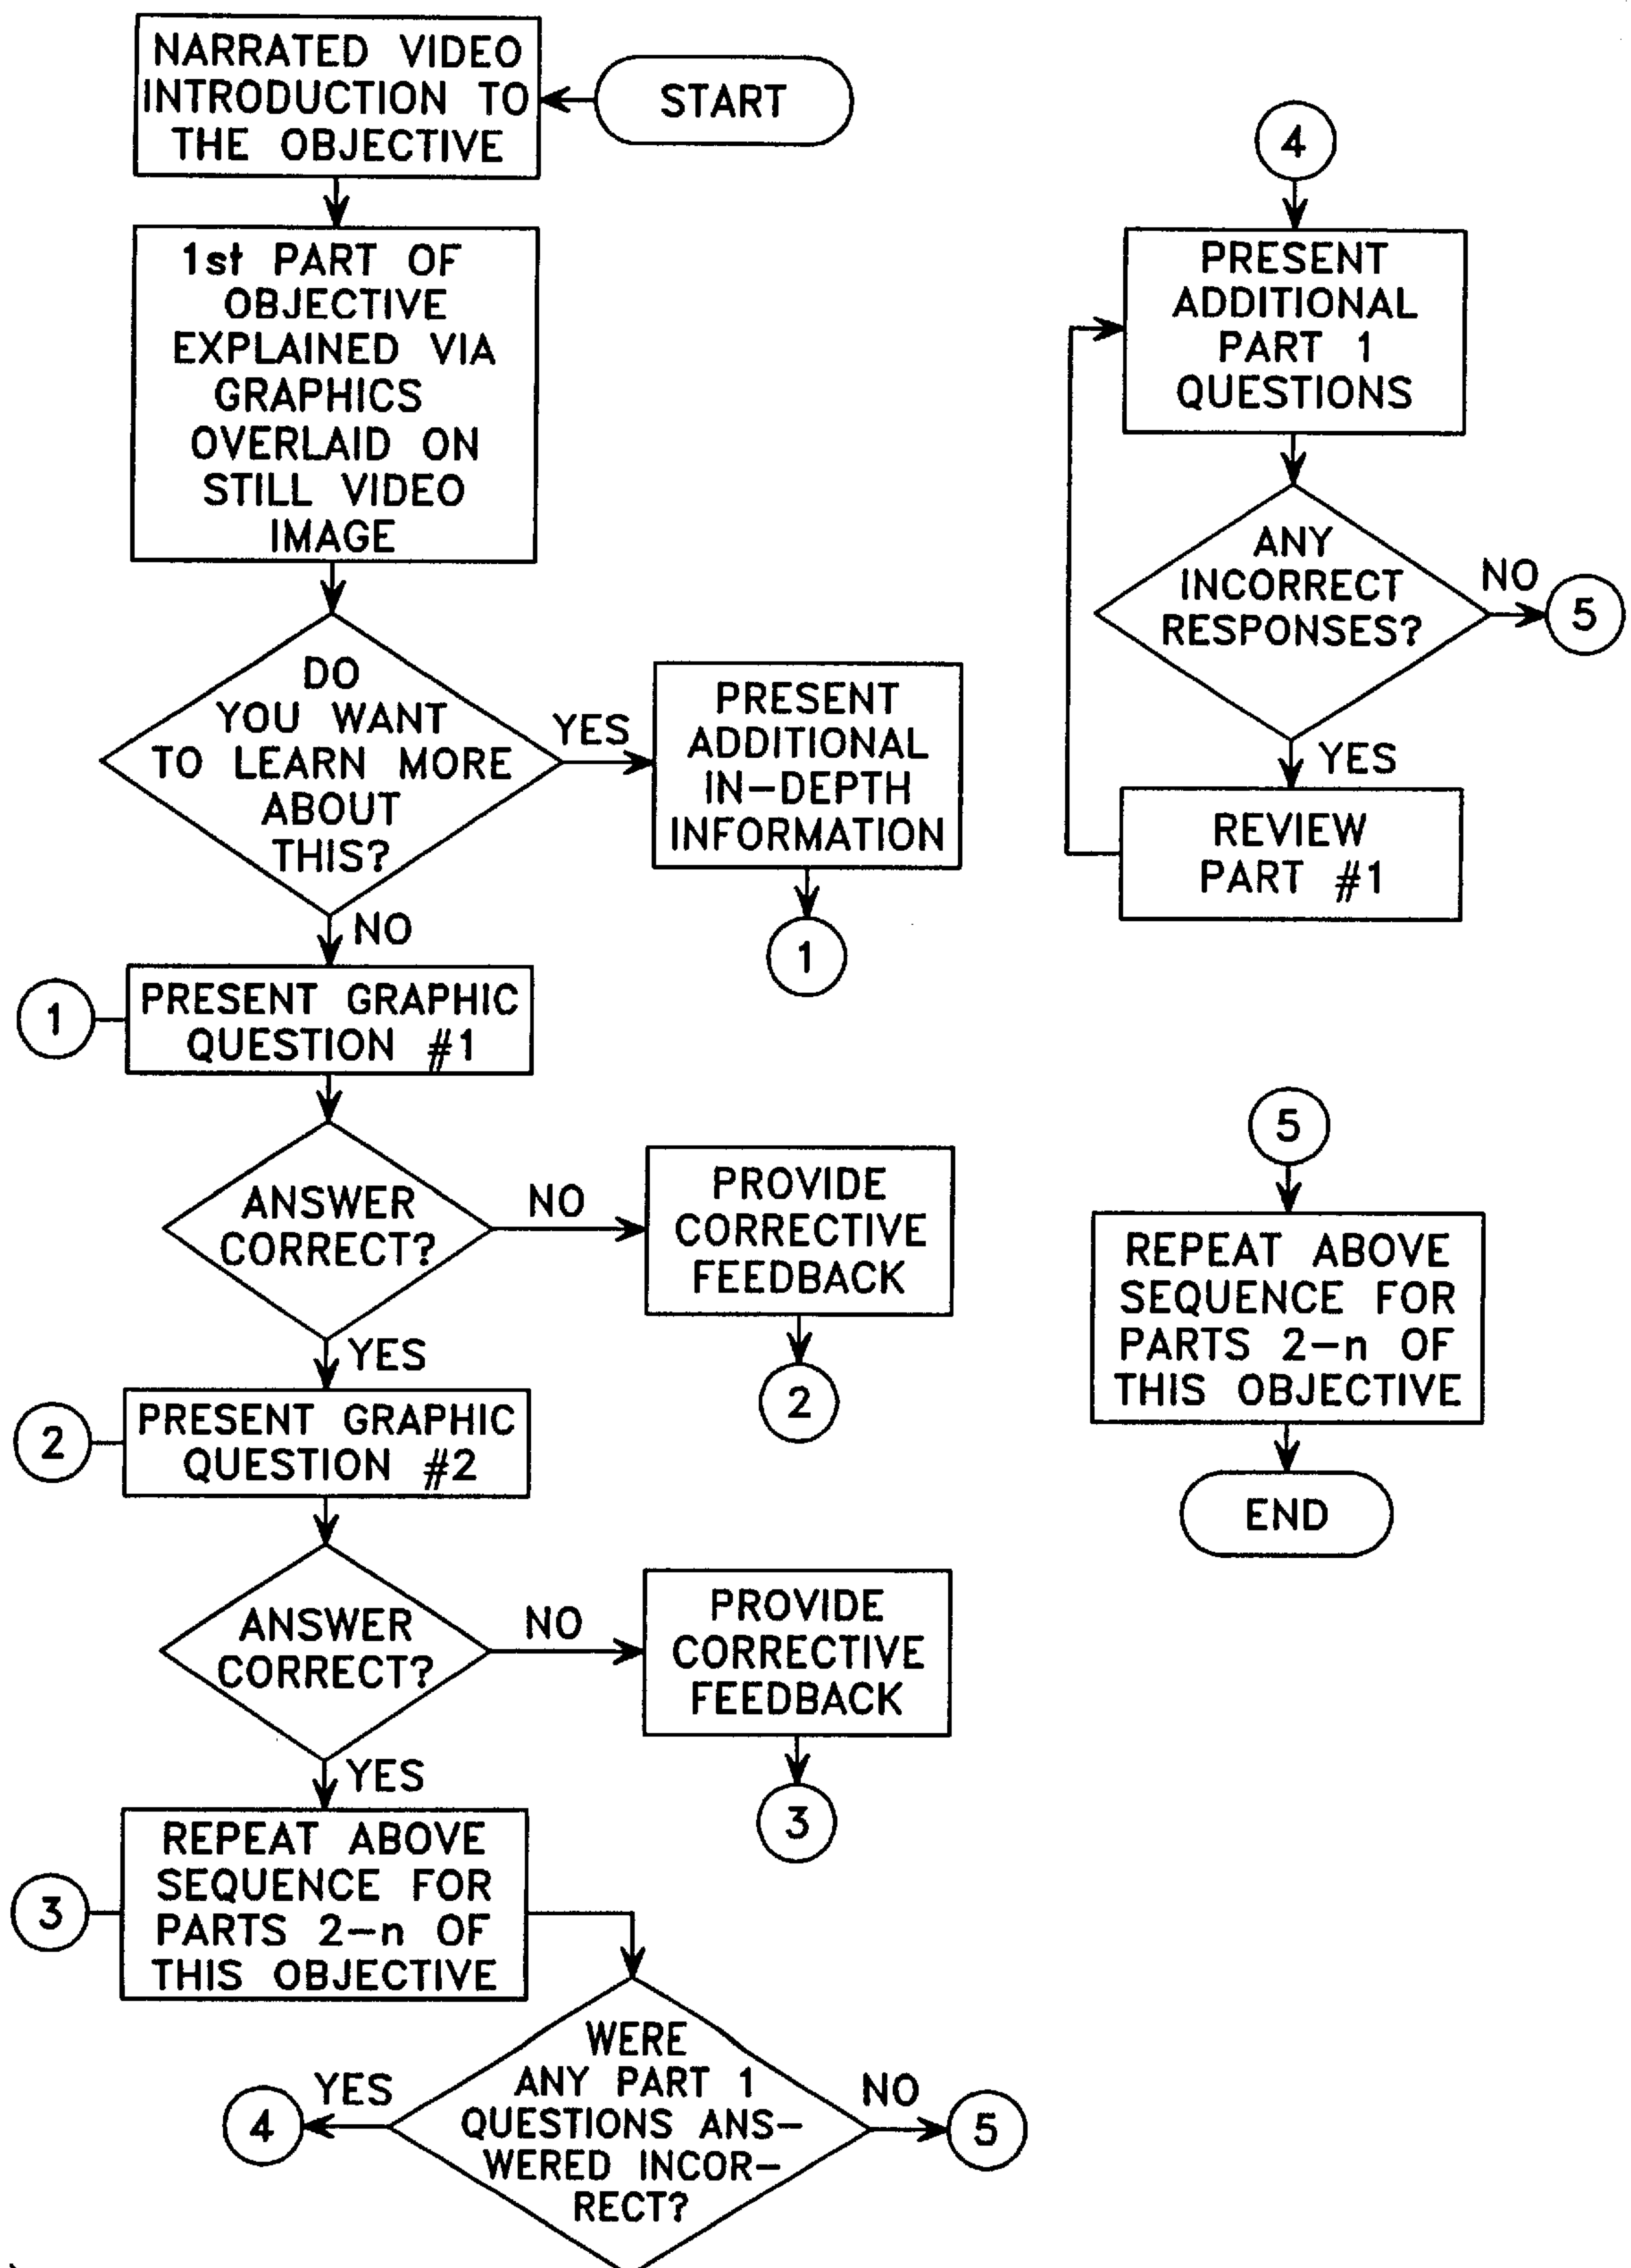 NARRATED VIDEO
INTRODUCTION TO
THE OBJECTIVE
START
1st PART OF
OBJECTIVE
EXPLAINED VIA
GRAPHICS
OVERLAID ON
STILL VIDEO
IMAGE
DO
YOU WANT
TO LEARN MORE
ABOUT
THIS?
YES
PRESENT
ADDITIONAL
IN-DEPTH
INFORMATION
1
NO
1
PRESENT GRAPHIC
QUESTION #1
ANSWER
CORRECT?
NO
PROVIDE
CORRECTIVE
FEEDBACK
2
YES
2
PRESENT GRAPHIC
QUESTION #2
ANSWER
CORRECT?
NO
PROVIDE
CORRECTIVE
FEEDBACK
3
YES
3
REPEAT ABOVE
SEQUENCE FOR
PARTS 2-n OF
THIS OBJECTIVE
WERE
ANY PART 1
QUESTIONS ANS-
WERED INCOR-
RECT?
YES
4
NO
5
4
PRESENT
ADDITIONAL
PART 1
QUESTIONS
ANY
INCORRECT
RESPONSES?
NO
5
YES
REVIEW
PART #1
5
REPEAT ABOVE
SEQUENCE FOR
PARTS 2-n OF
THIS OBJECTIVE
END